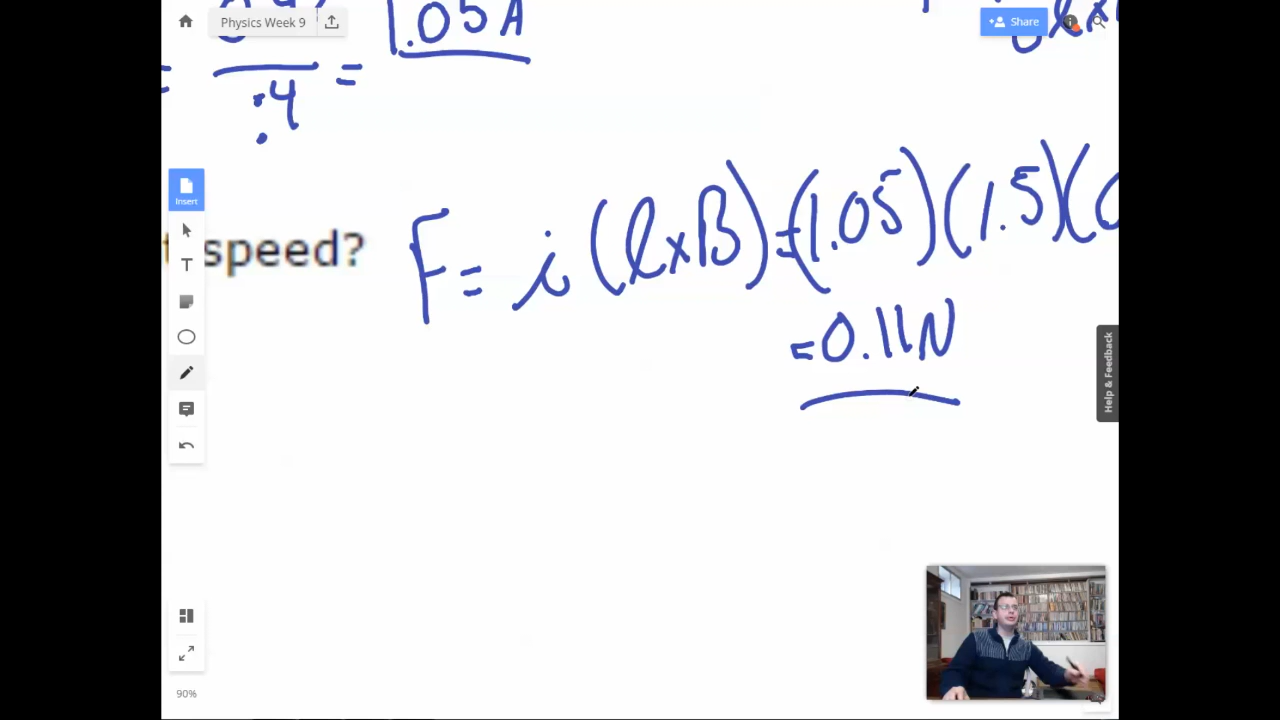 Physics Week 9
Share
= = 1.05A
.4
Insert
T
speed?
F= i (l x B) = (1.05) (1.5) (
= 0.11N
Help & Feedback
90%